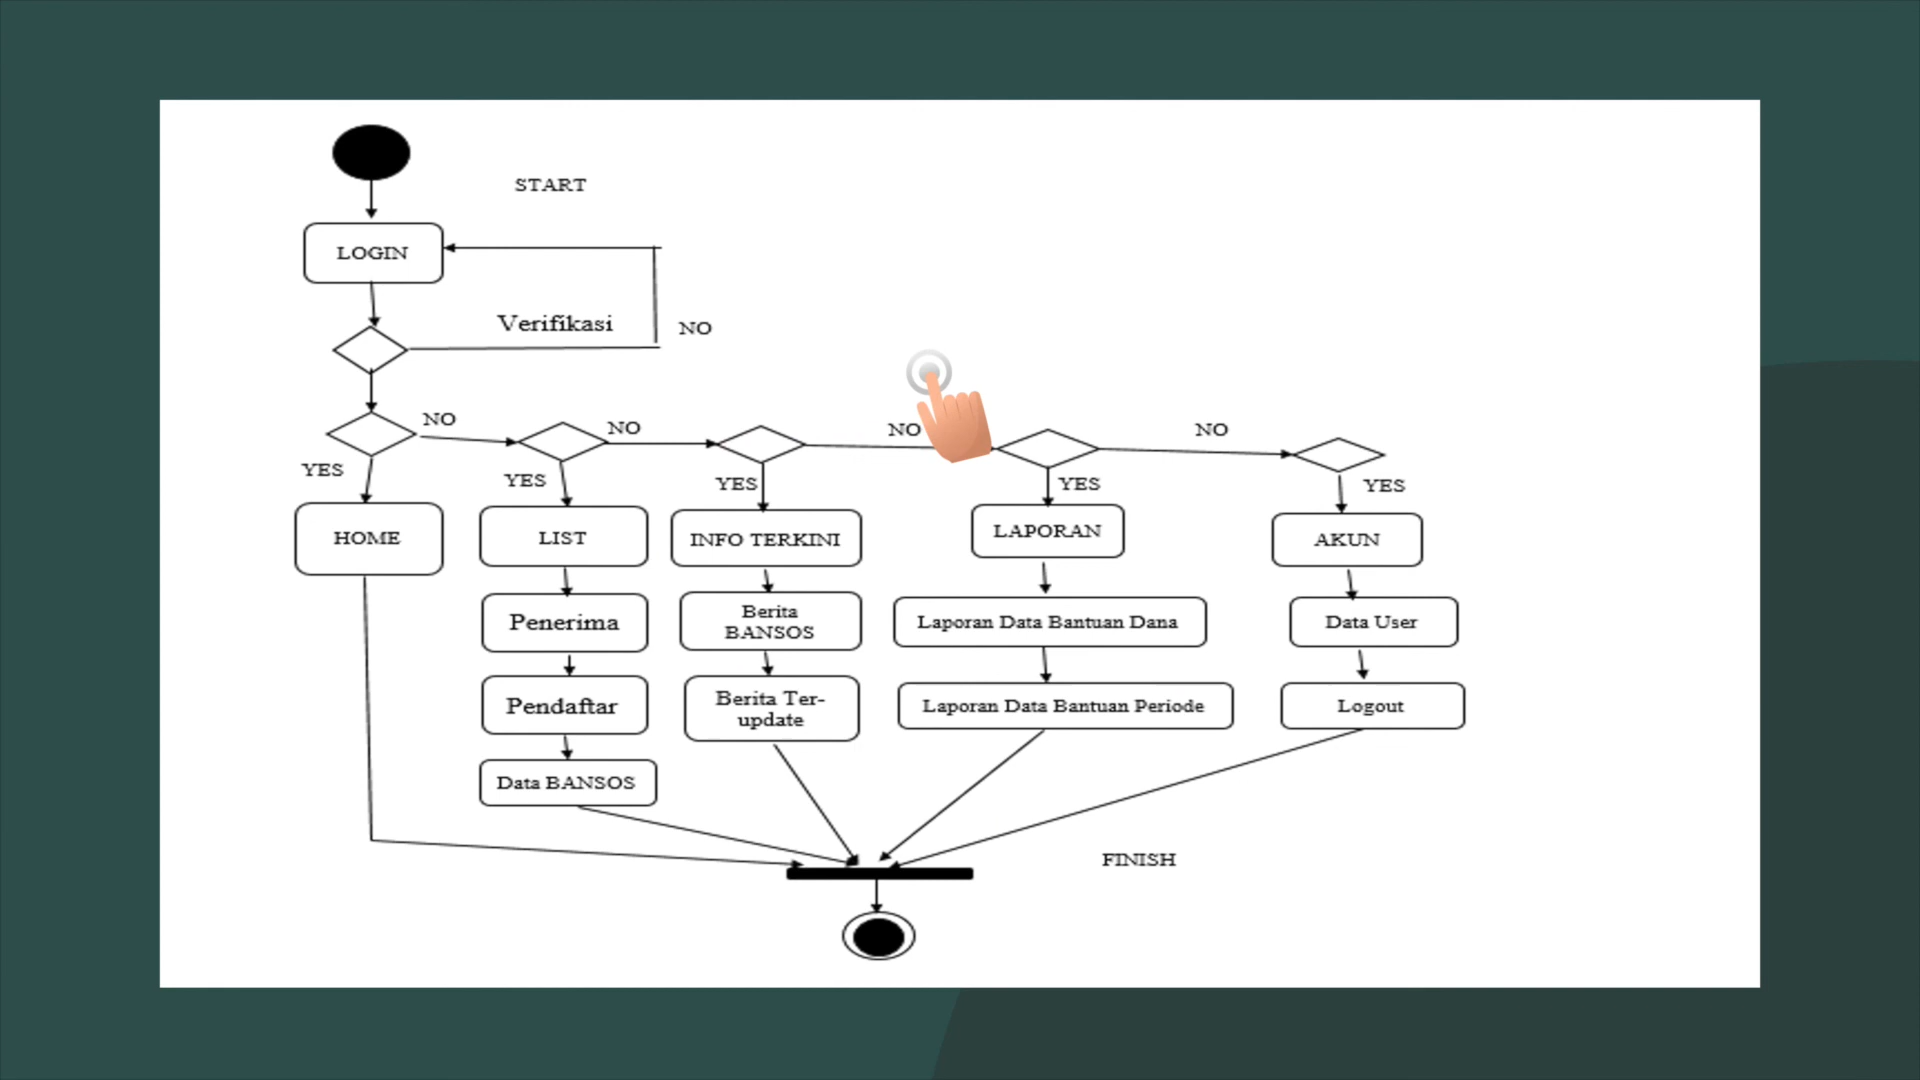 START
LOGIN
Verifikasi
NO
NO
NO
NO
NO
YES
YES
YES
YES
YES
HOME
LIST
INFO TERKINI
LAPORAN
AKUN
Penerima
Berita
BANSOS
Laporan Data Bantuan Dana
Data User
Pendaftar
Berita Ter-
update
Laporan Data Bantuan Periode
Logout
Data BANSOS
FINISH